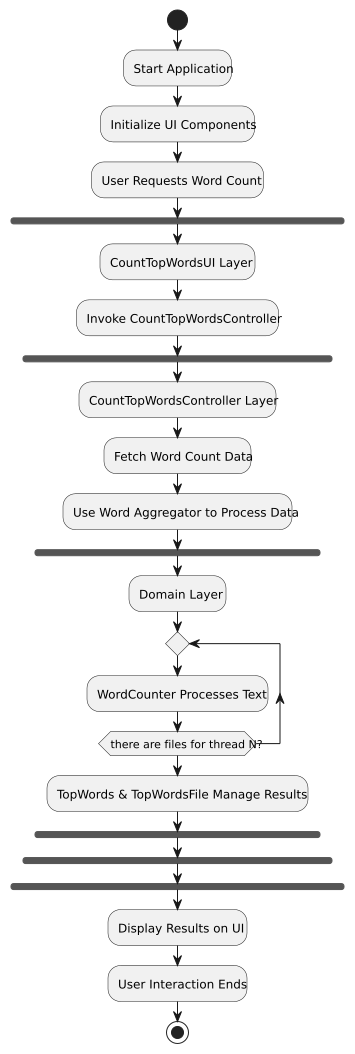 Start Application
Initialize UI Components
User Requests Word Count
CountTopWordsUI Layer
Invoke CountTopWordsController
CountTopWordsController Layer
Fetch Word Count Data
Use Word Aggregator to Process Data
Domain Layer
WordCounter Processes Text
there are files for thread N?
TopWords & TopWordsFile Manage Results
Display Results on UI
User Interaction Ends